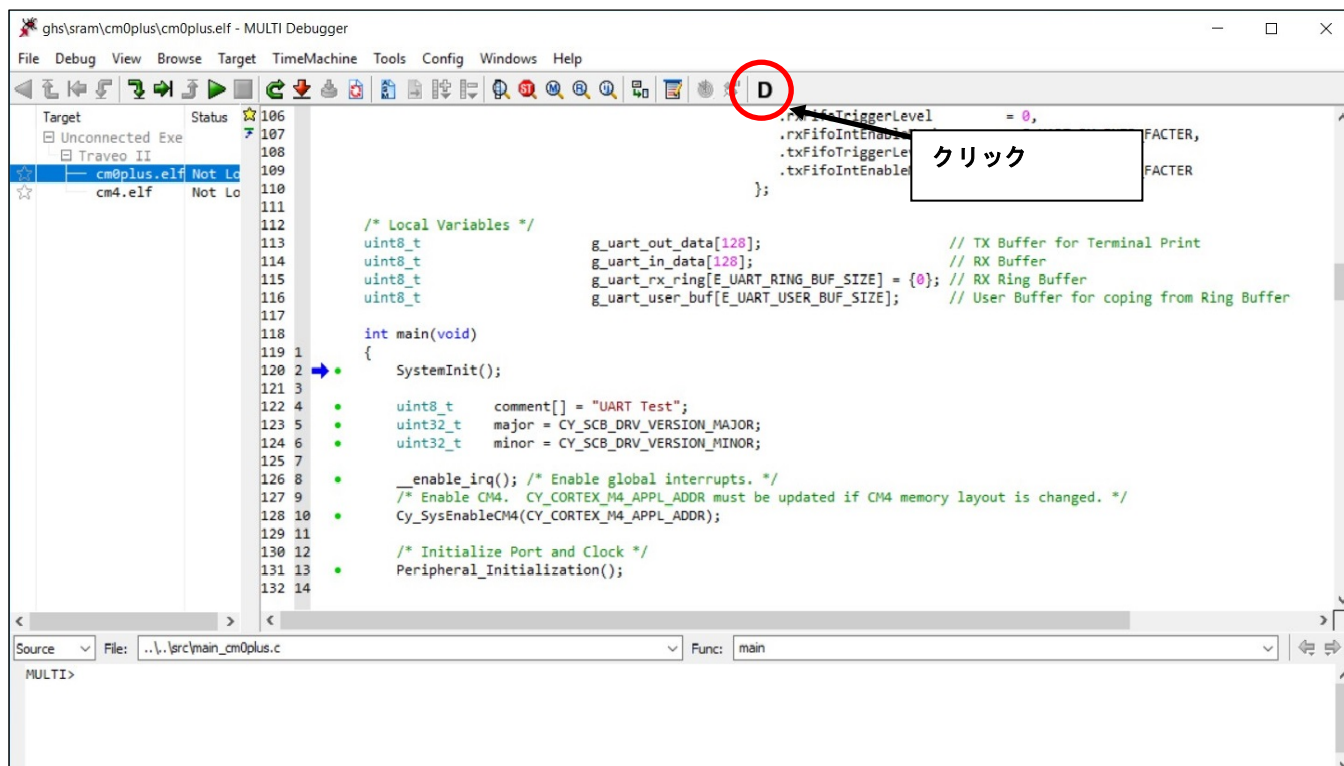 ghs\sram\cm0plus\cm0plus.elf - MULTI Debugger
File Debug View Browse Target TimeMachine Tools Config Windows Help
D
Target Status
Unconnected Exe
Traveo II
cm0plus.elf Not Lo
cm4.elf Not Lo
クリック
106 .rxFifoTriggerLevel = 0,
107 FACTER,
108
109 FACTER
110 };
111
112 /* Local Variables */
113 uint8_t g_uart_out_data[128]; // TX Buffer for Terminal Print
114 uint8_t g_uart_in_data[128]; // RX Buffer
115 uint8_t g_uart_rx_ring[E_UART_RING_BUF_SIZE] = {0}; // RX Ring Buffer
116 uint8_t g_uart_user_buf[E_UART_USER_BUF_SIZE]; // User Buffer for coping from Ring Buffer
117
118 int main(void)
119 1 {
120 2 SystemInit();
121 3
122 4 uint8_t comment[] = "UART Test";
123 5 uint32_t major = CY_SCB_DRV_VERSION_MAJOR;
124 6 uint32_t minor = CY_SCB_DRV_VERSION_MINOR;
125 7
126 8 __enable_irq(); /* Enable global interrupts. */
127 9 /* Enable CM4. CY_CORTEX_M4_APPL_ADDR must be updated if CM4 memory layout is changed. */
128 10 Cy_SysEnableCM4(CY_CORTEX_M4_APPL_ADDR);
129 11
130 12 /* Initialize Port and Clock */
131 13 Peripheral_Initialization();
132 14
Source File: ..\..\src\main_cm0plus.c Func: main
MULTI>